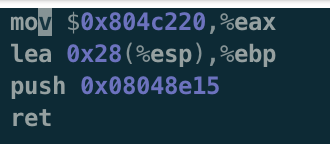 mov $0x804c220,%eax
lea 0x28(%esp),%ebp
push 0x08048e15
ret